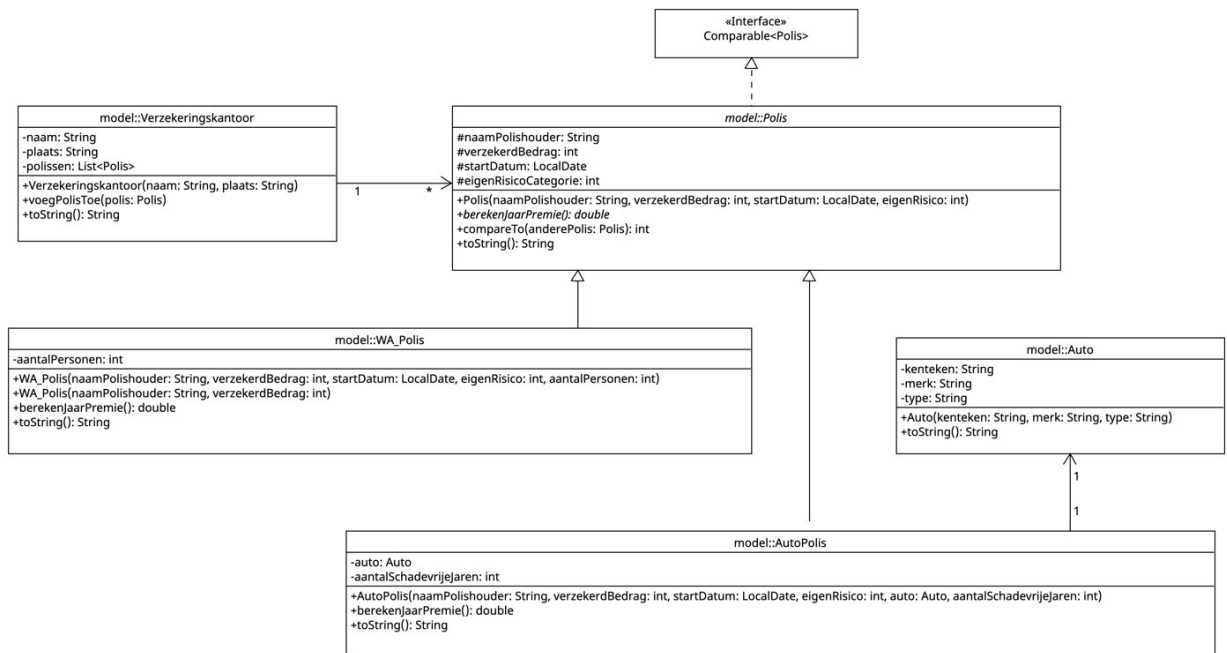 «Interface»
Comparable<Polis>
model::Verzekeringskantoor
-naam: String
-plaats: String
-polissen: List<Polis>
+Verzekeringskantoor(naam: String, plaats: String)
+voegPolisToe(polis: Polis)
+toString(): String
1
*
model::Polis
#naamPolishouder: String
#verzekerdBedrag: int
#startDatum: LocalDate
#eigenRisicoCategorie: int
+Polis(naamPolishouder: String, verzekerdBedrag: int, startDatum: LocalDate, eigenRisico: int)
+berekenJaarPremie(): double
+compareTo(anderePolis: Polis): int
+toString(): String
model::WA_Polis
-aantalPersonen: int
+WA_Polis(naamPolishouder: String, verzekerdBedrag: int, startDatum: LocalDate, eigenRisico: int, aantalPersonen: int)
+WA_Polis(naamPolishouder: String, verzekerdBedrag: int)
+berekenJaarPremie(): double
+toString(): String
model::Auto
-kenteken: String
-merk: String
-type: String
+Auto(kenteken: String, merk: String, type: String)
+toString(): String
1
1
model::AutoPolis
-auto: Auto
-aantalSchadevrijeJaren: int
+AutoPolis(naamPolishouder: String, verzekerdBedrag: int, startDatum: LocalDate, eigenRisico: int, auto: Auto, aantalSchadevrijeJaren: int)
+berekenJaarPremie(): double
+toString(): String